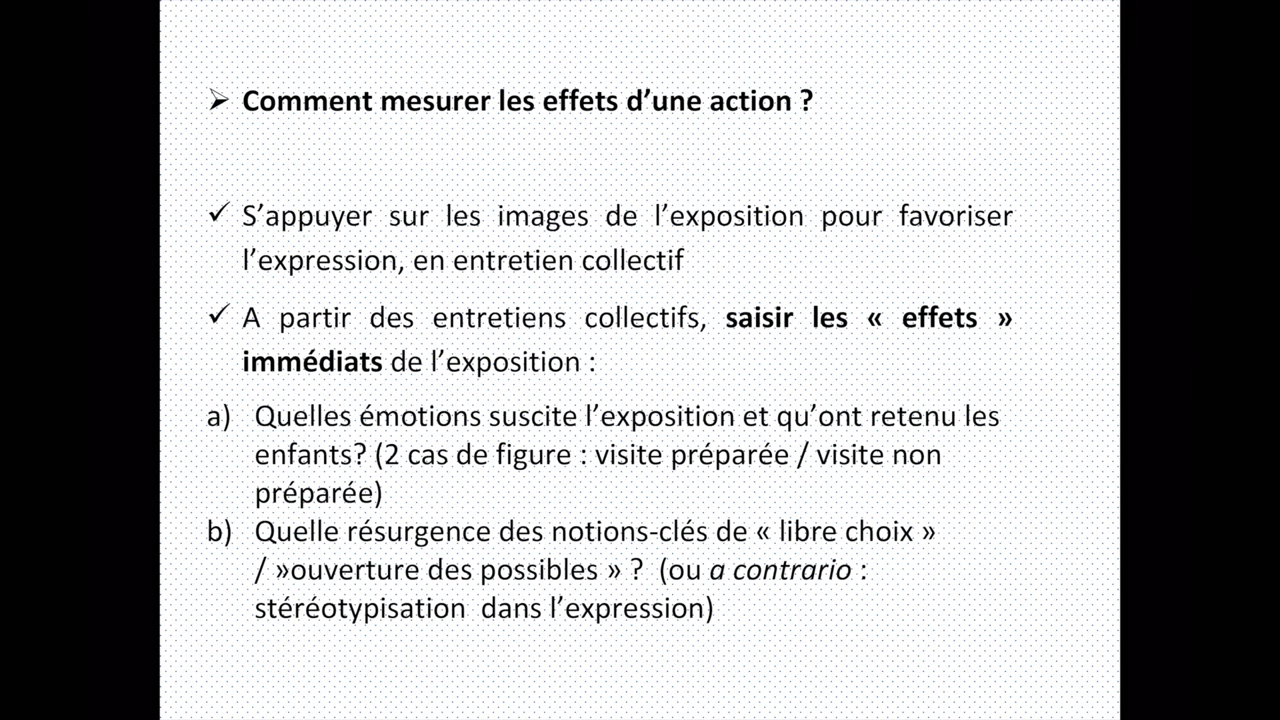 ➢ Comment mesurer les effets d’une action ?
✓ S’appuyer sur les images de l’exposition pour favoriser
l’expression, en entretien collectif
✓ A partir des entretiens collectifs, saisir les « effets »
immédiats de l’exposition :
a) Quelles émotions suscite l’exposition et qu’ont retenu les
enfants? (2 cas de figure : visite préparée / visite non
préparée)
b) Quelle résurgence des notions-clés de « libre choix »
/ »ouverture des possibles » ? (ou a contrario :
stéréotypisation dans l’expression)